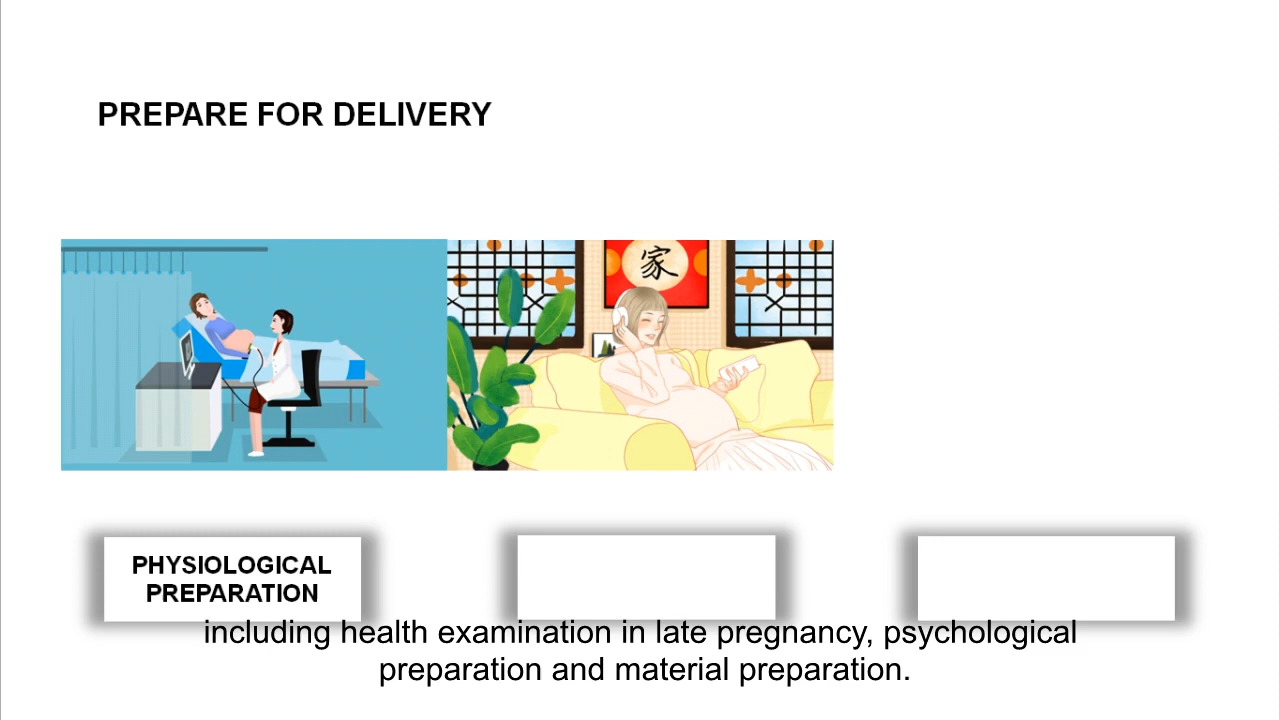 PREPARE FOR DELIVERY
家
PHYSIOLOGICAL
PREPARATION
including health examination in late pregnancy, psychological
preparation and material preparation.